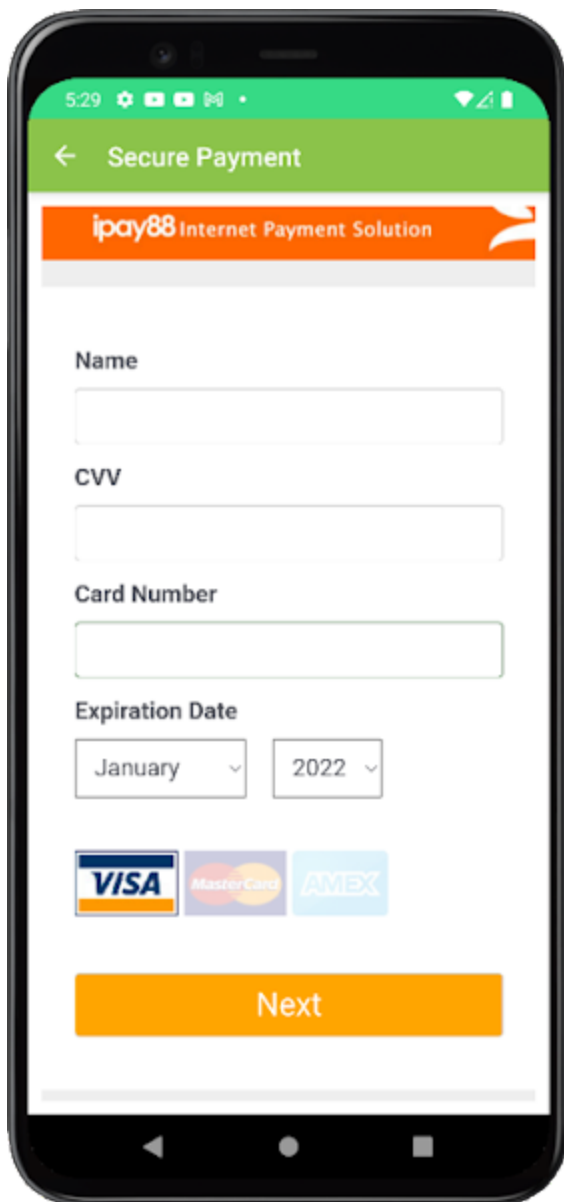 5:29
Secure Payment
ipay88 Internet Payment Solution
Name
CVV
Card Number
Expiration Date
January 2022
VISA MasterCard AMEX
Next